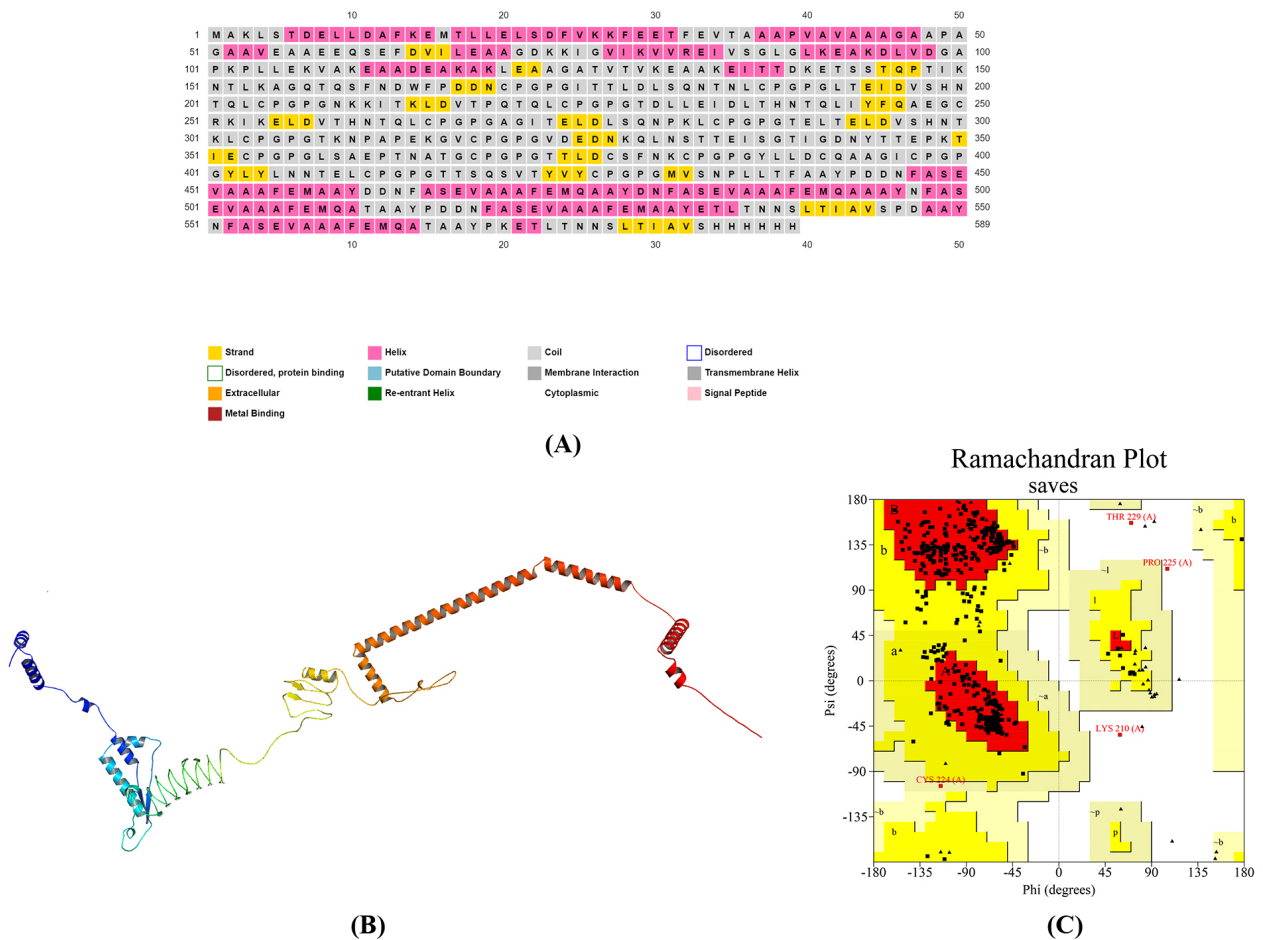 10 20 30 40 50
1 M A K L S T D E L L D A F K E M T L L E L S D F V K K F E E T F E V T A A A P V A V A A A G A A P A 50
51 G A A V E A A E E Q S E F D V I L E A A G D K K I G V I K V V R E I V S G L G L K E A K D L V D G A 100
101 P K P L L E K V A K E A A D E A K A K L E A A G A T V T V K E A A K E I T T D K E T S S T Q P T I K 150
151 N T L K A G Q T Q S F N D W F P D D N C P G P G I T T L D L S Q N T N L C P G P G L T E I D V S H N 200
201 T Q L C P G P G N K K I T K L D V T P Q T Q L C P G P G T D L L E I D L T H N T Q L I Y F Q A E G C 250
251 R K I K E L D V T H N T Q L C P G P G A G I T E L D L S Q N P K L C P G P G T E L T E L D V S H N T 300
301 K L C P G P G T K N P A P E K G V C P G P G V D E D N K Q L N S T T E I S G T I G D N Y T T E P K T 350
351 I E C P G P G L S A E P T N A T G C P G P G T T L D C S F N K C P G P G Y L L D C Q A A G I C P G P 400
401 G Y L Y L N N T E L C P G P G T T S Q S V T Y V Y C P G P G M V S N P L L T F A A Y P D D N F A S E 450
451 V A A A F E M A A Y D D N F A S E V A A A F E M Q A A Y D N F A S E V A A A F E M Q A A A Y N F A S 500
501 E V A A A F E M Q A T A A Y P D D N F A S E V A A A F E M A A Y E T L T N N S L T I A V S P D A A Y 550
551 N F A S E V A A A F E M Q A T A A Y P K E T L T N N S L T I A V S H H H H H H 589
10 20 30 40 50
Strand Helix Coil Disordered
Disordered, protein binding Putative Domain Boundary Membrane Interaction Transmembrane Helix
Extracellular Re-entrant Helix Cytoplasmic Signal Peptide
Metal Binding
(A)
(B)
Ramachandran Plot
saves
180
135
90
45
0
-45
-90
-135
Psi (degrees)
B
b
~b
~b
b
THR 229 (A)
PRO 225 (A)
~l
l
L
a
~a
LYS 210 (A)
CYS 224 (A)
~b
b
~p
p
~b
-180 -135 -90 -45 0 45 90 135 180
Phi (degrees)
(C)